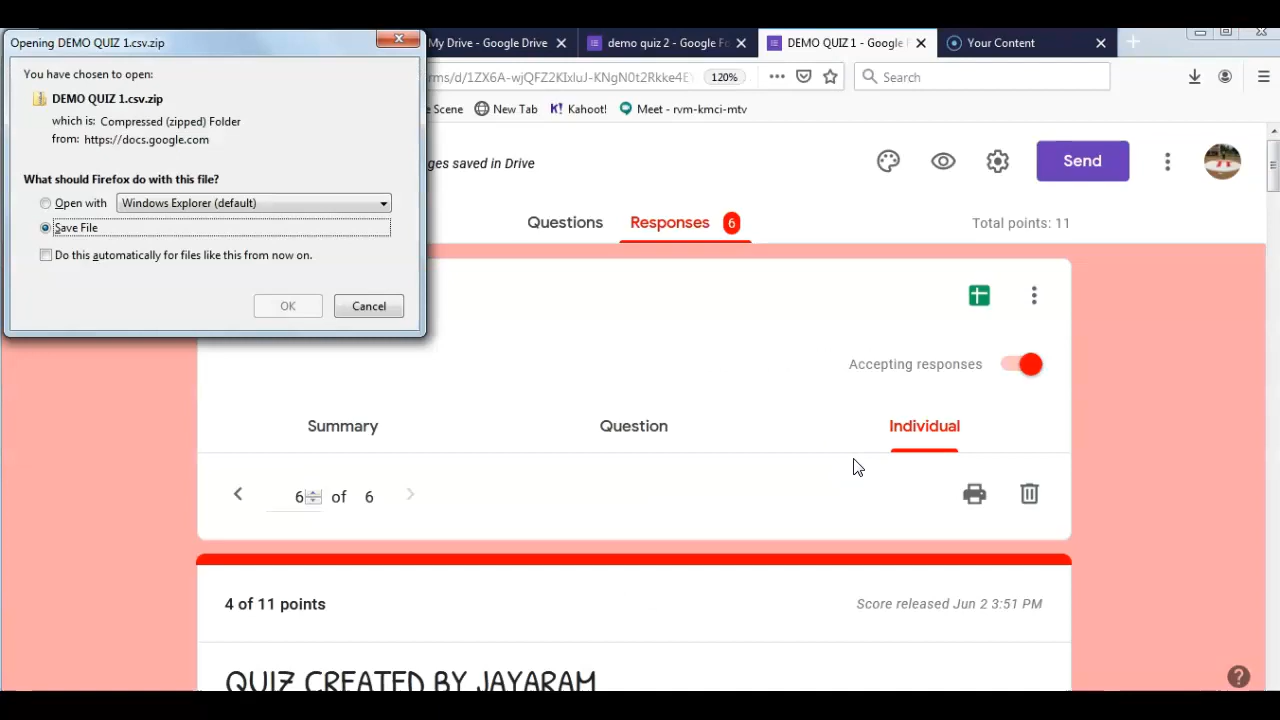 Opening DEMO QUIZ 1.csv.zip
My Drive - Google Drive
demo quiz 2 - Google Fo
DEMO QUIZ 1 - Google F
Your Content
You have chosen to open:
DEMO QUIZ 1.csv.zip
which is: Compressed (zipped) Folder
from: https://docs.google.com
What should Firefox do with this file?
Open with Windows Explorer (default)
Save File
Do this automatically for files like this from now on.
OK Cancel
120%
Search
e Scene
New Tab
K! Kahoot!
Meet - rvm-kmci-mtv
ges saved in Drive
Send
Questions
Responses 6
Total points: 11
Accepting responses
Summary
Question
Individual
6 of 6
4 of 11 points
Score released Jun 2 3:51 PM
QUIZ CREATED BY JAYARAM